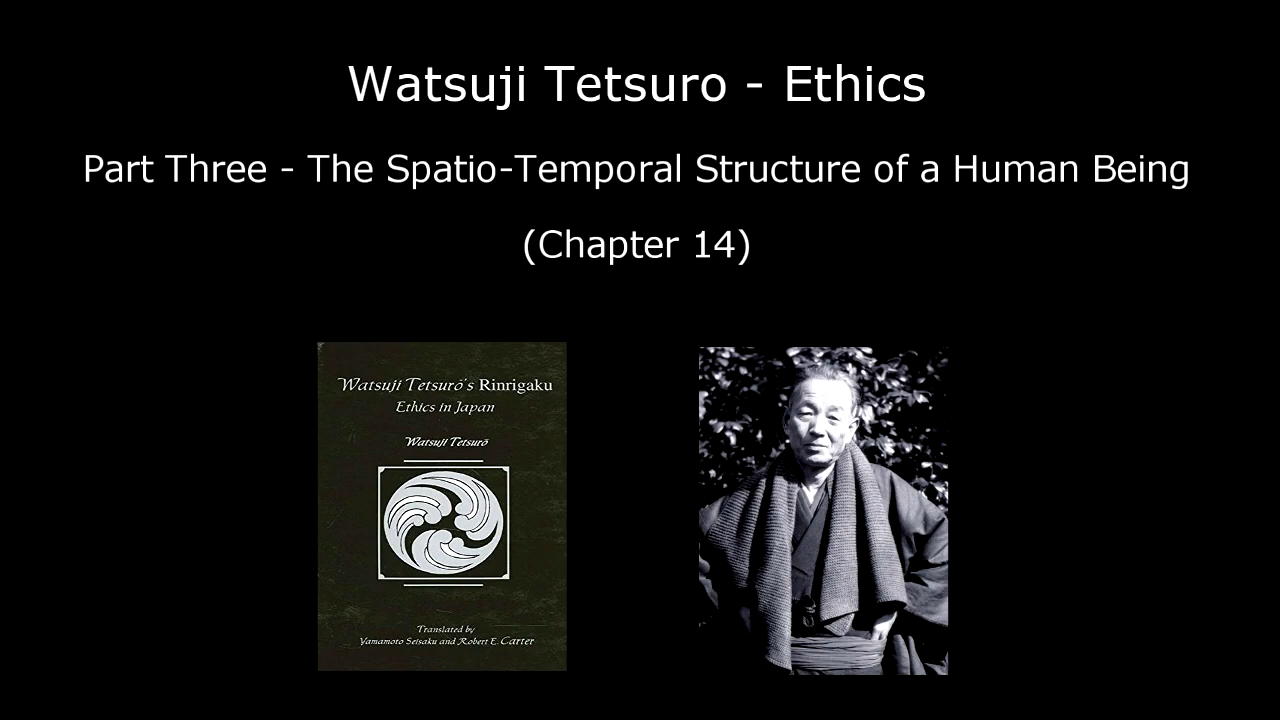 Watsuji Tetsuro - Ethics
Part Three - The Spatio-Temporal Structure of a Human Being
(Chapter 14)
Watsuji Tetsurō's Rinrigaku
Ethics in Japan
Watsuji Tetsurō
Translated by
Yamamoto Seisaku and Robert E. Carter